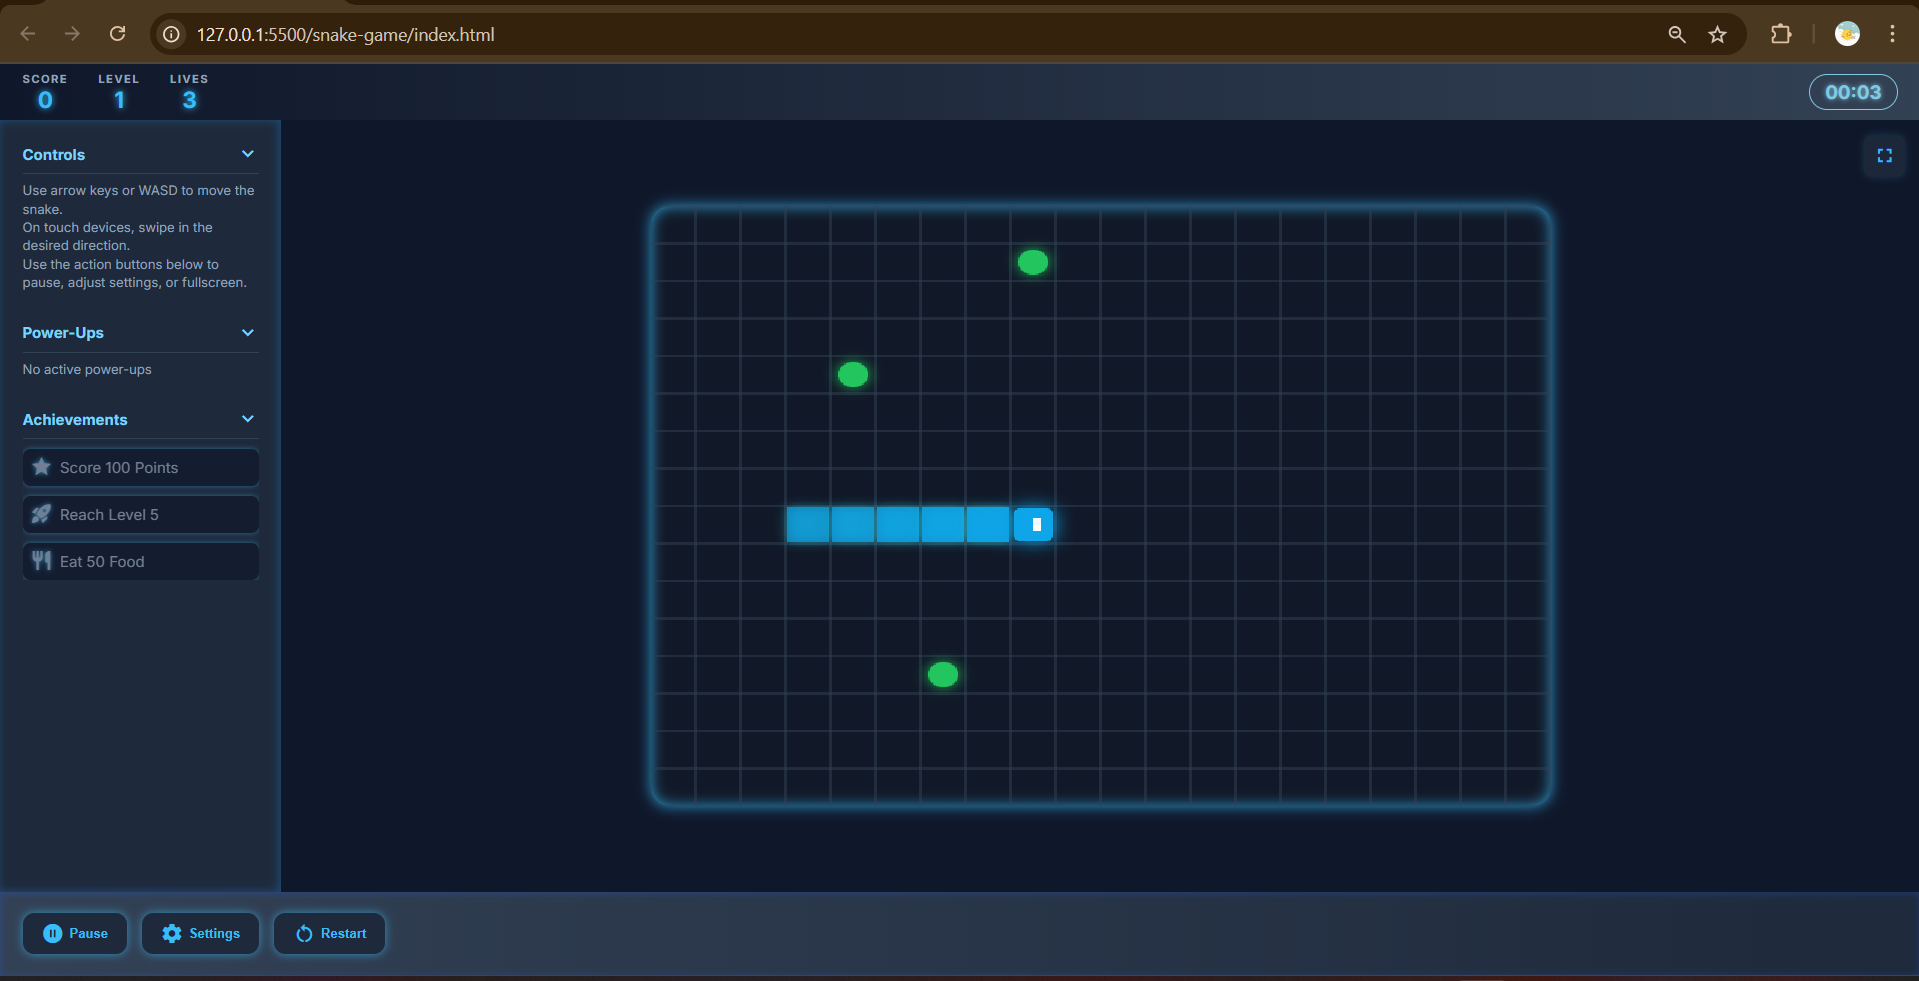 127.0.0.1:5500/snake-game/index.html
SCORE
0
LEVEL
1
LIVES
3
00:03
Controls
Use arrow keys or WASD to move the
snake.
On touch devices, swipe in the
desired direction.
Use the action buttons below to
pause, adjust settings, or fullscreen.
Power-Ups
No active power-ups
Achievements
Score 100 Points
Reach Level 5
Eat 50 Food
Pause
Settings
Restart